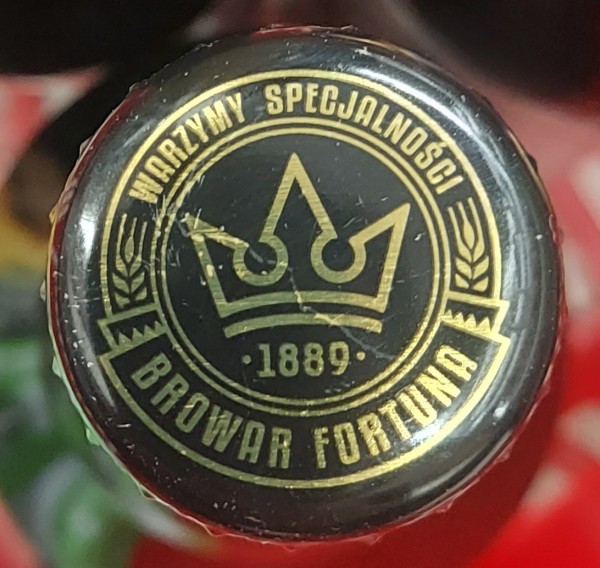 WARZYMY SPECJALNOŚCI
·1889·
BROWAR FORTUNA